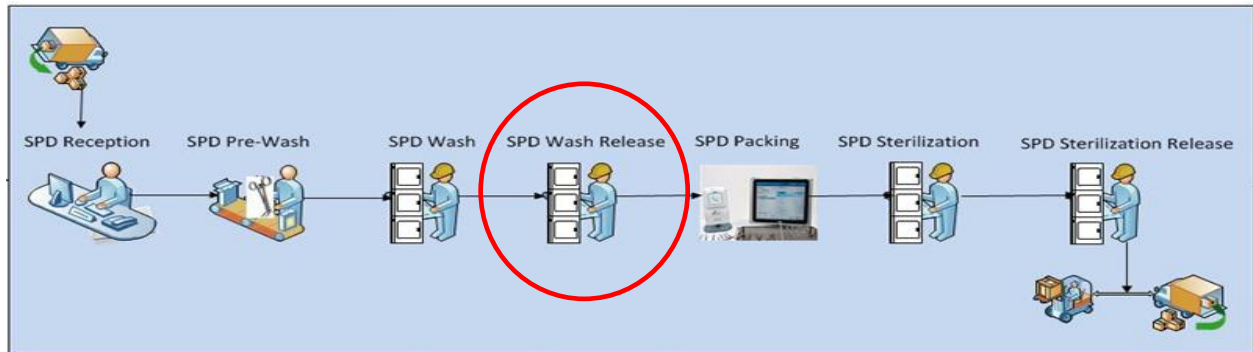 SPD Reception
SPD Pre-Wash
SPD Wash
SPD Wash Release
SPD Packing
SPD Sterilization
SPD Sterilization Release